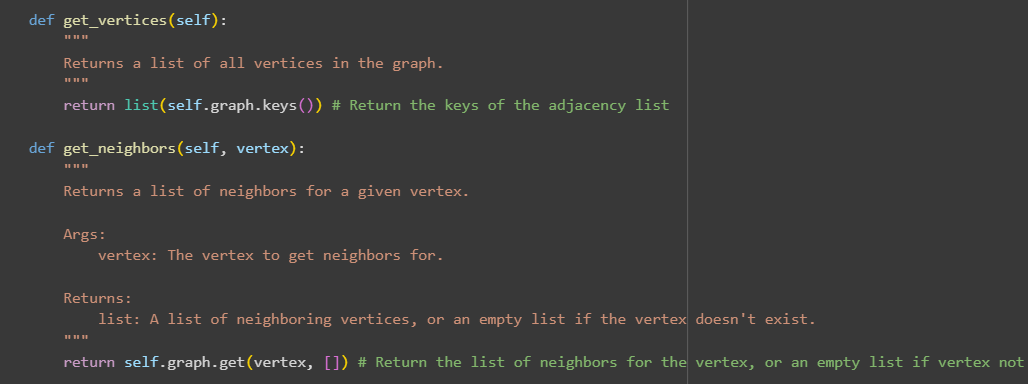 def get_vertices(self):
    """
    Returns a list of all vertices in the graph.
    """
    return list(self.graph.keys()) # Return the keys of the adjacency list

def get_neighbors(self, vertex):
    """
    Returns a list of neighbors for a given vertex.

    Args:
        vertex: The vertex to get neighbors for.

    Returns:
        list: A list of neighboring vertices, or an empty list if the vertex doesn't exist.
    """
    return self.graph.get(vertex, []) # Return the list of neighbors for the vertex, or an empty list if vertex not